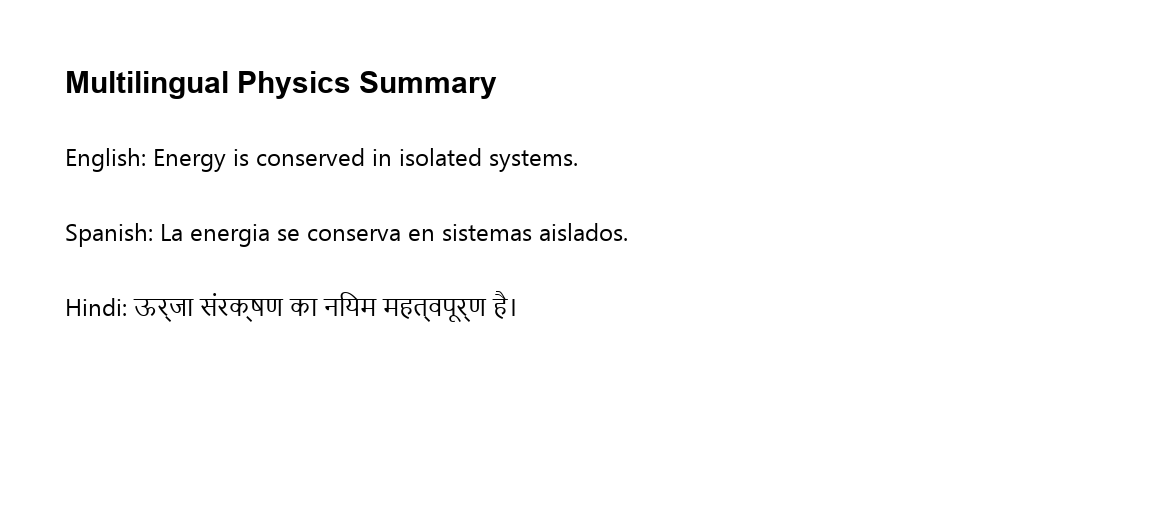 Multilingual Physics Summary
English: Energy is conserved in isolated systems.
Spanish: La energia se conserva en sistemas aislados.
Hindi: ऊर्जा संरक्षण का नियम महत्वपूर्ण है।